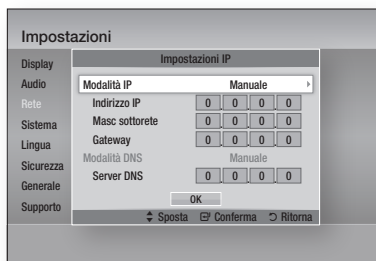 Impostazioni
Display
Audio
Rete
Sistema
Lingua
Sicurezza
Generale
Supporto
Impostazioni IP
Modalità IP Manuale
Indirizzo IP 0 . 0 . 0 . 0
Masc sottorete 0 . 0 . 0 . 0
Gateway 0 . 0 . 0 . 0
Modalità DNS Manuale
Server DNS 0 . 0 . 0 . 0
OK
Sposta Conferma Ritorna